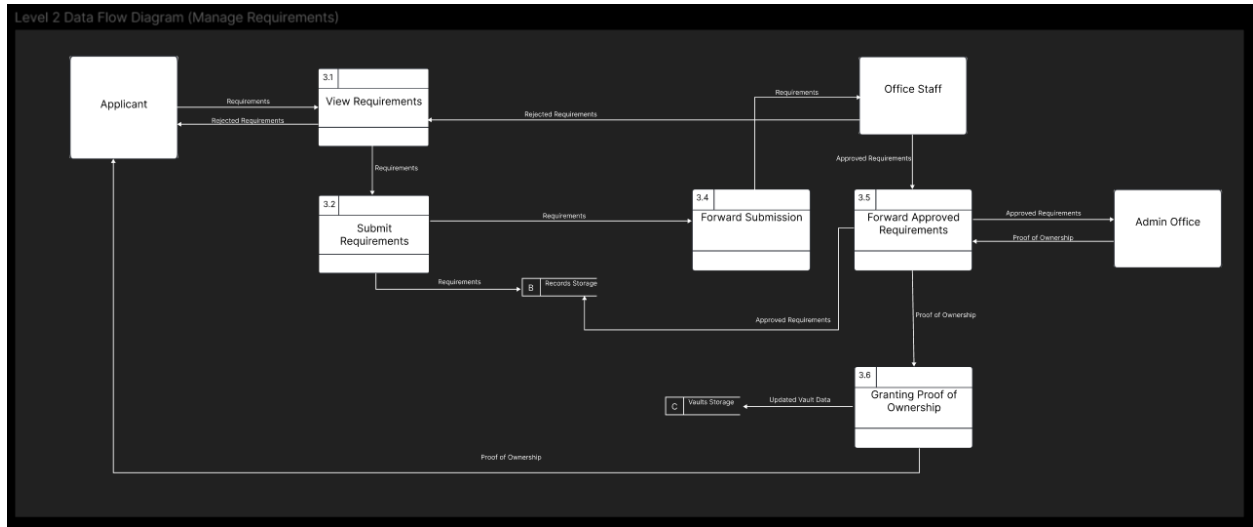 Level 2 Data Flow Diagram (Manage Requirements)
Applicant
Requirements
Rejected Requirements
3.1
View Requirements
Rejected Requirements
Requirements
Office Staff
Requirements
Approved Requirements
3.2
Submit
Requirements
Requirements
3.4
Forward Submission
3.5
Forward Approved
Requirements
Approved Requirements
Proof of Ownership
Admin Office
Requirements
B
Records Storage
Approved Requirements
Proof of Ownership
3.6
Granting Proof of
Ownership
C
Vaults Storage
Updated Vault Data
Proof of Ownership